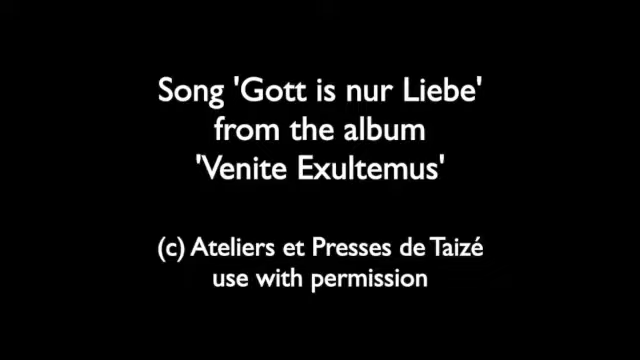 Song 'Gott is nur Liebe'
from the album
'Venite Exultemus'
(c) Ateliers et Presses de Taizé
use with permission